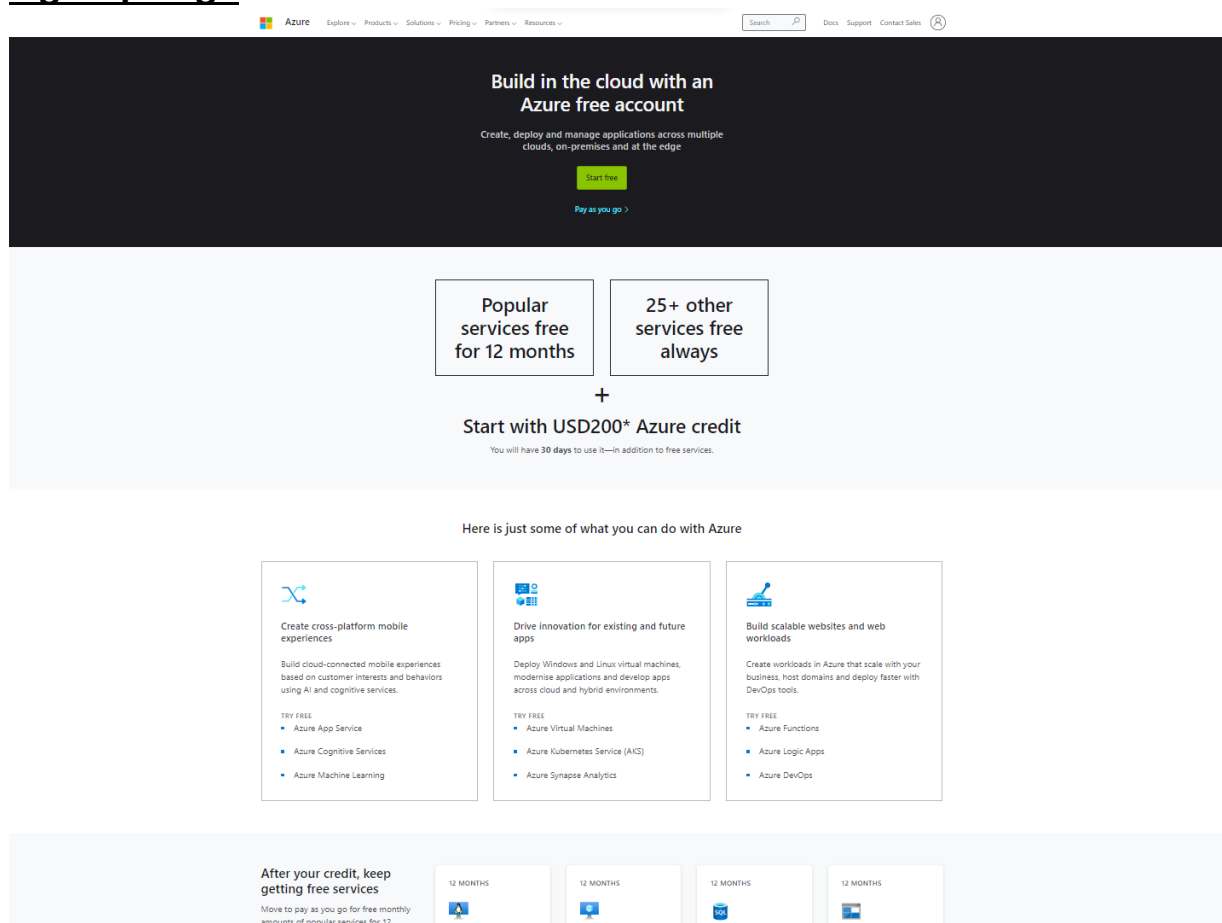 Azure Explore Products Solutions Pricing Partners Resources Search Docs Support Contact Sales
Build in the cloud with an
Azure free account
Create, deploy and manage applications across multiple
clouds, on-premises and at the edge
Start free
Pay as you go >
Popular
services free
for 12 months
25+ other
services free
always
+
Start with USD200* Azure credit
You will have 30 days to use it—in addition to free services.
Here is just some of what you can do with Azure
Create cross-platform mobile
experiences
Build cloud-connected mobile experiences
based on customer interests and behaviors
using AI and cognitive services.
TRY FREE
Azure App Service
Azure Cognitive Services
Azure Machine Learning
Drive innovation for existing and future
apps
Deploy Windows and Linux virtual machines,
modernise applications and develop apps
across cloud and hybrid environments.
TRY FREE
Azure Virtual Machines
Azure Kubernetes Service (AKS)
Azure Synapse Analytics
Build scalable websites and web
workloads
Create workloads in Azure that scale with your
business, host domains and deploy faster with
DevOps tools.
TRY FREE
Azure Functions
Azure Logic Apps
Azure DevOps
After your credit, keep
getting free services
Move to pay as you go for free monthly
amounts of popular services for 12
12 MONTHS
12 MONTHS
12 MONTHS
SQL
12 MONTHS